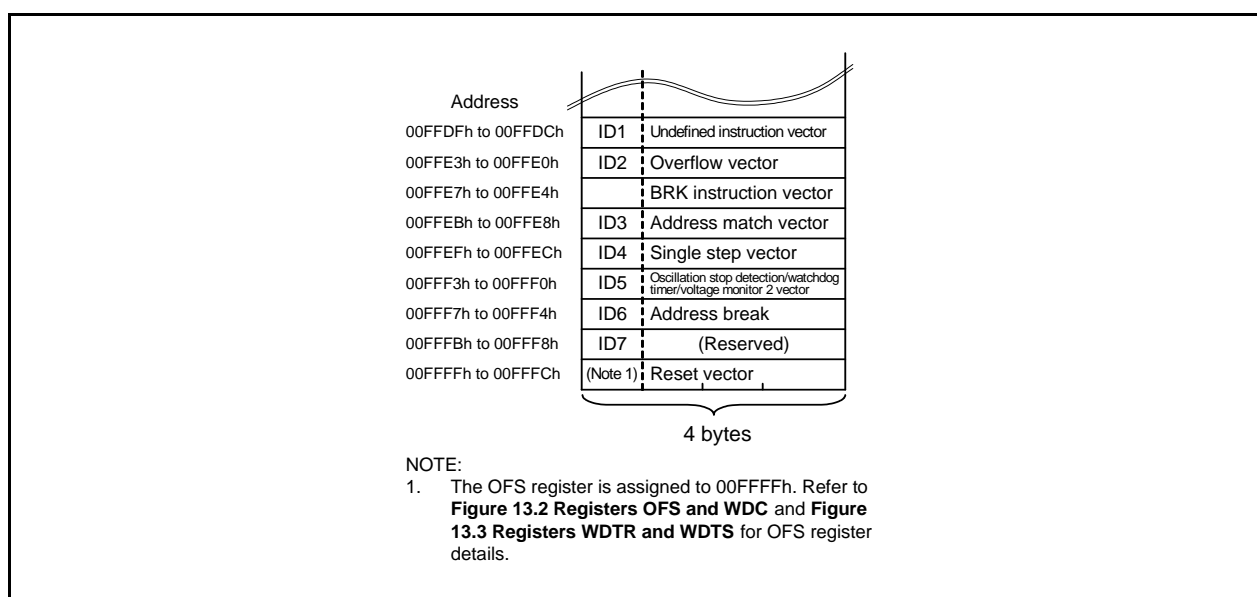 Address
00FFDFh to 00FFDCh ID1 Undefined instruction vector
00FFE3h to 00FFE0h ID2 Overflow vector
00FFE7h to 00FFE4h BRK instruction vector
00FFEBh to 00FFE8h ID3 Address match vector
00FFEFh to 00FFECh ID4 Single step vector
00FFF3h to 00FFF0h ID5 Oscillation stop detection/watchdog
timer/voltage monitor 2 vector
00FFF7h to 00FFF4h ID6 Address break
00FFFBh to 00FFF8h ID7 (Reserved)
00FFFFh to 00FFFCh (Note 1) Reset vector
4 bytes
NOTE:
1. The OFS register is assigned to 00FFFFh. Refer to
Figure 13.2 Registers OFS and WDC and Figure
13.3 Registers WDTR and WDTS for OFS register
details.